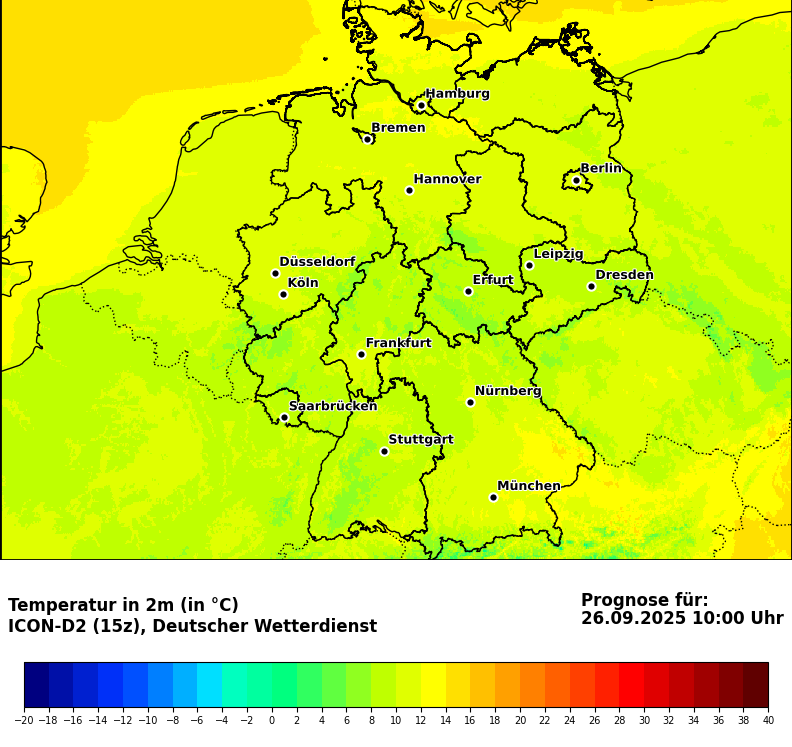 Hamburg
Bremen
Berlin
Hannover
Leipzig
Düsseldorf
Köln
Erfurt
Dresden
Frankfurt
Nürnberg
Saarbrücken
Stuttgart
München
Temperatur in 2m (in °C)
ICON-D2 (15z), Deutscher Wetterdienst
Prognose für:
26.09.2025 10:00 Uhr
−20 −18 −16 −14 −12 −10 −8 −6 −4 −2 0 2 4 6 8 10 12 14 16 18 20 22 24 26 28 30 32 34 36 38 40